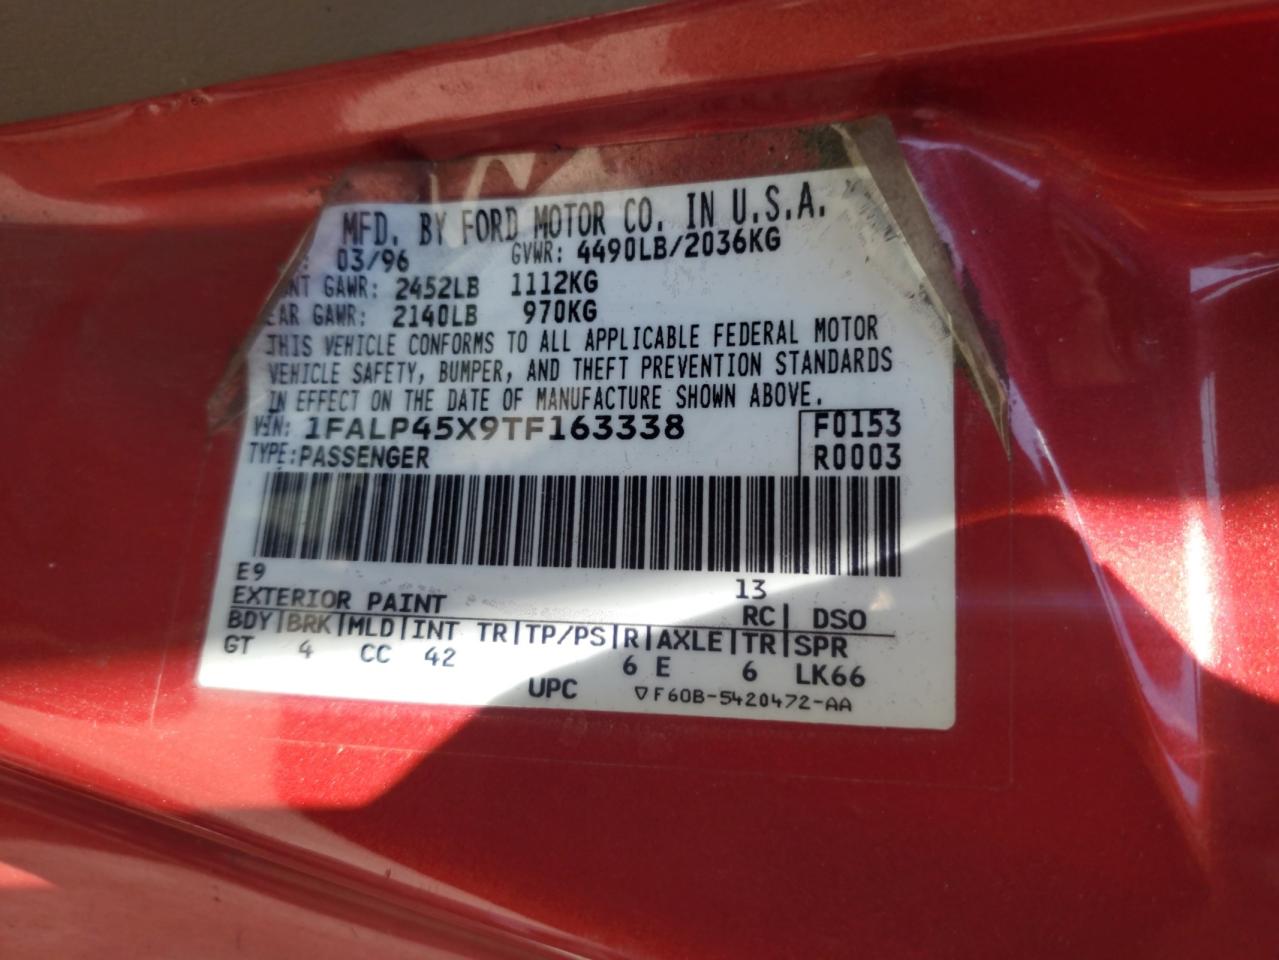 MFD. BY FORD MOTOR CO. IN U.S.A.
03/96 GVWR: 4490LB/2036KG
GAWR: 2452LB 1112KG
GAWR: 2140LB 970KG
THIS VEHICLE CONFORMS TO ALL APPLICABLE FEDERAL MOTOR
VEHICLE SAFETY, BUMPER, AND THEFT PREVENTION STANDARDS
IN EFFECT ON THE DATE OF MANUFACTURE SHOWN ABOVE.
VIN: 1FALP45X9TF163338 F0153
TYPE: PASSENGER R0003
E9 13
EXTERIOR PAINT RC| DSO
BDY|BRK|MLD|INT TR|TP/PS|R|AXLE|TR|SPR
GT 4 CC 42 6 E 6 LK66
UPC ▽F60B-5420472-AA